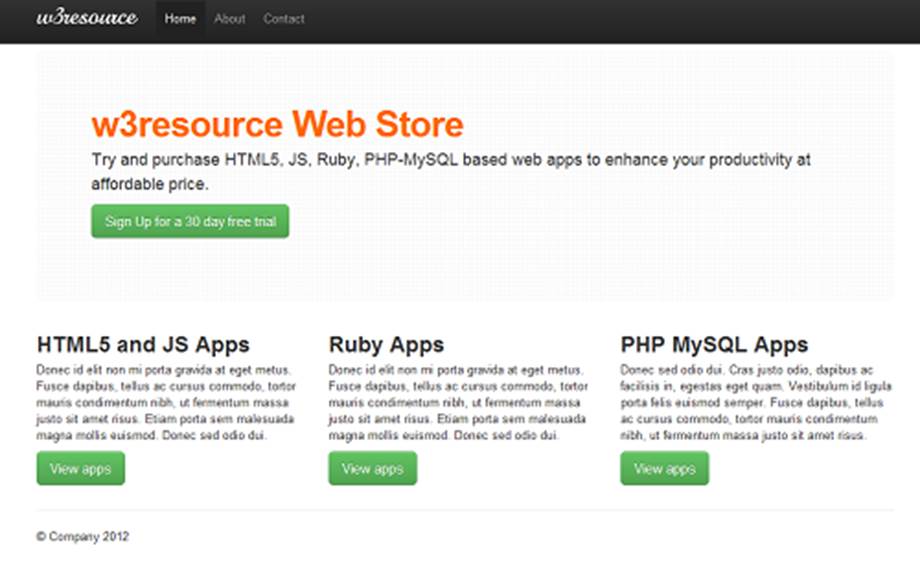 w3resource Home About Contact
w3resource Web Store
Try and purchase HTML5, JS, Ruby, PHP-MySQL based web apps to enhance your productivity at
affordable price.
Sign Up for a 30 day free trial
HTML5 and JS Apps
Donec id elit non mi porta gravida at eget metus.
Fusce dapibus, tellus ac cursus commodo, tortor
mauris condimentum nibh, ut fermentum massa
justo sit amet risus. Etiam porta sem malesuada
magna mollis euismod. Donec sed odio dui.
View apps
Ruby Apps
Donec id elit non mi porta gravida at eget metus.
Fusce dapibus, tellus ac cursus commodo, tortor
mauris condimentum nibh, ut fermentum massa
justo sit amet risus. Etiam porta sem malesuada
magna mollis euismod. Donec sed odio dui.
View apps
PHP MySQL Apps
Donec sed odio dui. Cras justo odio, dapibus ac
facilisis in, egestas eget quam. Vestibulum id ligula
porta felis euismod semper. Fusce dapibus, tellus
ac cursus commodo, tortor mauris condimentum
nibh, ut fermentum massa justo sit amet risus.
View apps
© Company 2012